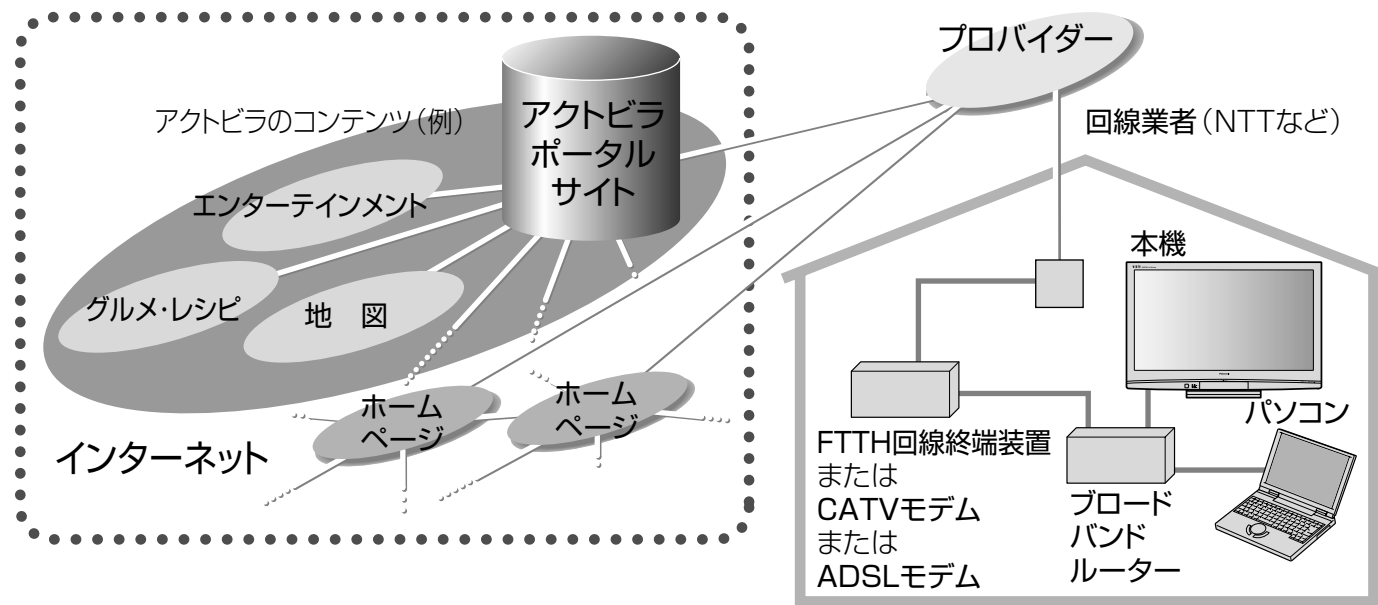 アクトビラのコンテンツ（例）
アクトビラ
ポータル
サイト
エンターテインメント
グルメ・レシピ
地　図
ホーム
ページ
ホーム
ページ
インターネット
プロバイダー
回線業者（NTTなど）
本機
パソコン
FTTH回線終端装置
または
CATVモデム
または
ADSLモデム
ブロード
バンド
ルーター